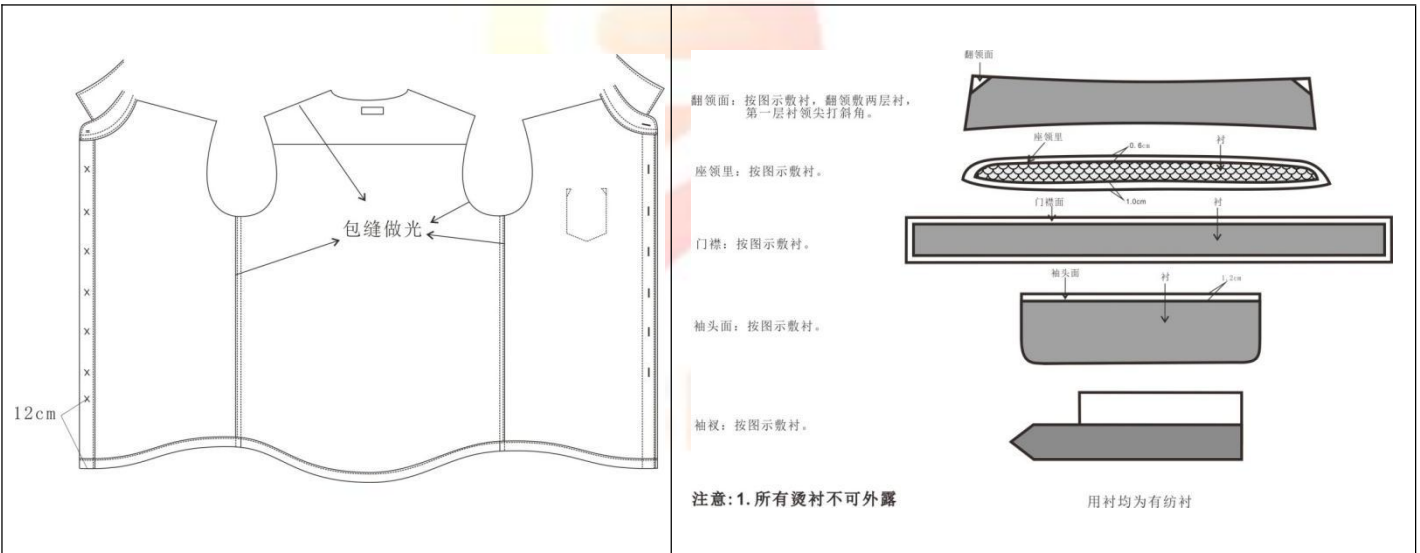 包缝做光
12cm
翻领面
翻领面: 按图示敷衬, 翻领敷两层衬,
第一层衬领尖打斜角。
座领里
0.6cm
衬
座领里: 按图示敷衬。
1.0cm
门襟面
衬
门襟: 按图示敷衬。
袖头面
衬
1.2cm
袖头面: 按图示敷衬。
袖衩: 按图示敷衬。
注意:1.所有烫衬不可外露
用衬均为有纺衬